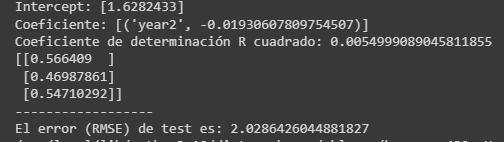 Intercept: [1.6282433]
Coeficiente: [('year2', -0.01930607809754507)]
Coeficiente de determinación R cuadrado: 0.0054999089045811855
[[0.566409  ]
 [0.46987861]
 [0.54710292]]
------------------
El error (RMSE) de test es: 2.0286426044881827